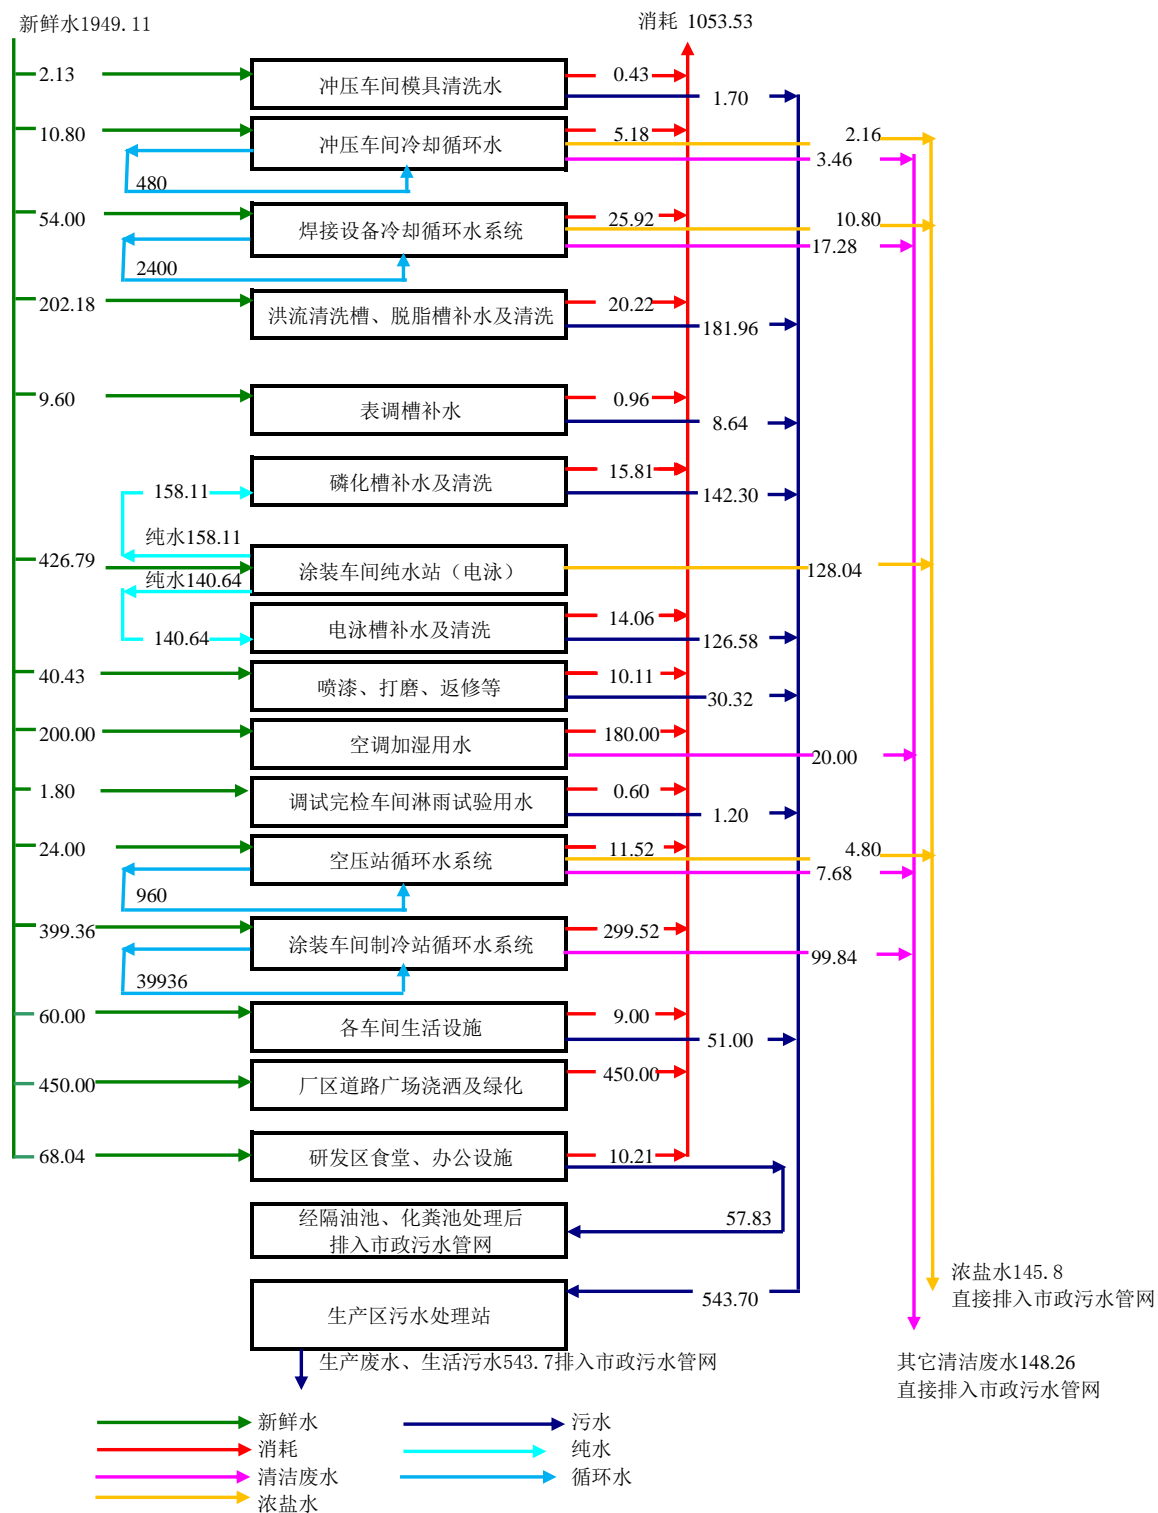 新鲜水1949.11
消耗 1053.53
2.13
冲压车间模具清洗水
0.43
1.70
10.80
冲压车间冷却循环水
5.18
2.16
3.46
480
54.00
焊接设备冷却循环水系统
25.92
10.80
17.28
2400
202.18
洪流清洗槽、脱脂槽补水及清洗
20.22
181.96
9.60
表调槽补水
0.96
8.64
磷化槽补水及清洗
15.81
142.30
158.11
纯水158.11
426.79
涂装车间纯水站（电泳）
128.04
纯水140.64
电泳槽补水及清洗
14.06
126.58
140.64
40.43
喷漆、打磨、返修等
10.11
30.32
200.00
空调加湿用水
180.00
20.00
1.80
调试完检车间淋雨试验用水
0.60
1.20
24.00
空压站循环水系统
11.52
4.80
7.68
960
399.36
涂装车间制冷站循环水系统
299.52
99.84
39936
60.00
各车间生活设施
9.00
51.00
450.00
厂区道路广场浇洒及绿化
450.00
68.04
研发区食堂、办公设施
10.21
57.83
经隔油池、化粪池处理后
排入市政污水管网
543.70
生产区污水处理站
浓盐水145.8
直接排入市政污水管网
生产废水、生活污水543.7排入市政污水管网
其它清洁废水148.26
直接排入市政污水管网
新鲜水
污水
消耗
纯水
清洁废水
循环水
浓盐水